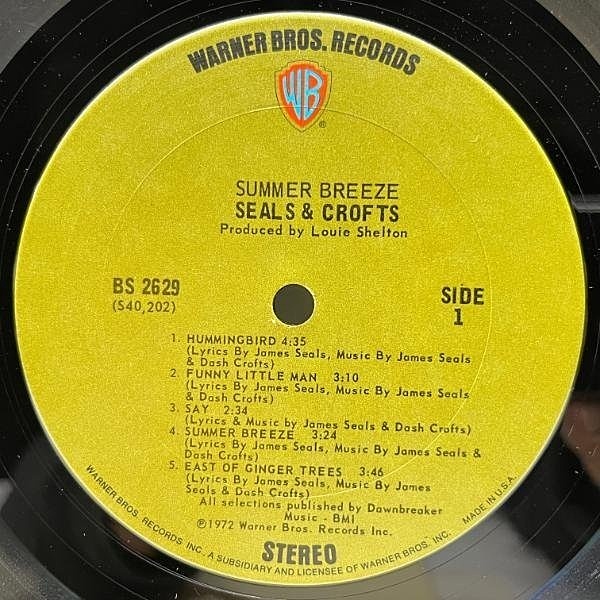 WARNER BROS. RECORDS
WB
®
SUMMER BREEZE
SEALS & CROFTS
Produced by Louie Shelton
BS 2629
(S40,202)
SIDE
1
1. HUMMINGBIRD 4:35
(Lyrics By James Seals, Music By James Seals
& Dash Crofts)
2. FUNNY LITTLE MAN 3:10
(Lyrics By James Seals, Music By James Seals
& Dash Crofts)
3. SAY 2:34
(Lyrics & Music by James Seals & Dash Crofts)
4. SUMMER BREEZE 3:24
(Lyrics By James Seals, Music By James Seals &
Dash Crofts)
5. EAST OF GINGER TREES 3:46
(Lyrics By James Seals, Music By James
Seals & Dash Crofts)
All selections published by Dawnbreaker
Music - BMI
℗1972 Warner Bros. Records Inc.
STEREO
WARNER BROS. RECORDS INC. A SUBSIDIARY AND LICENSEE OF WARNER BROS. INC. MADE IN U.S.A.